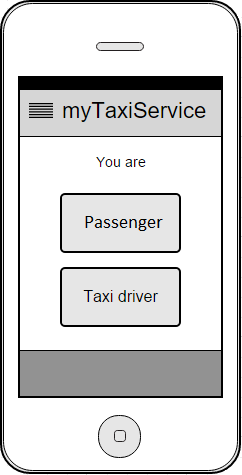 myTaxiService
You are
Passenger
Taxi driver